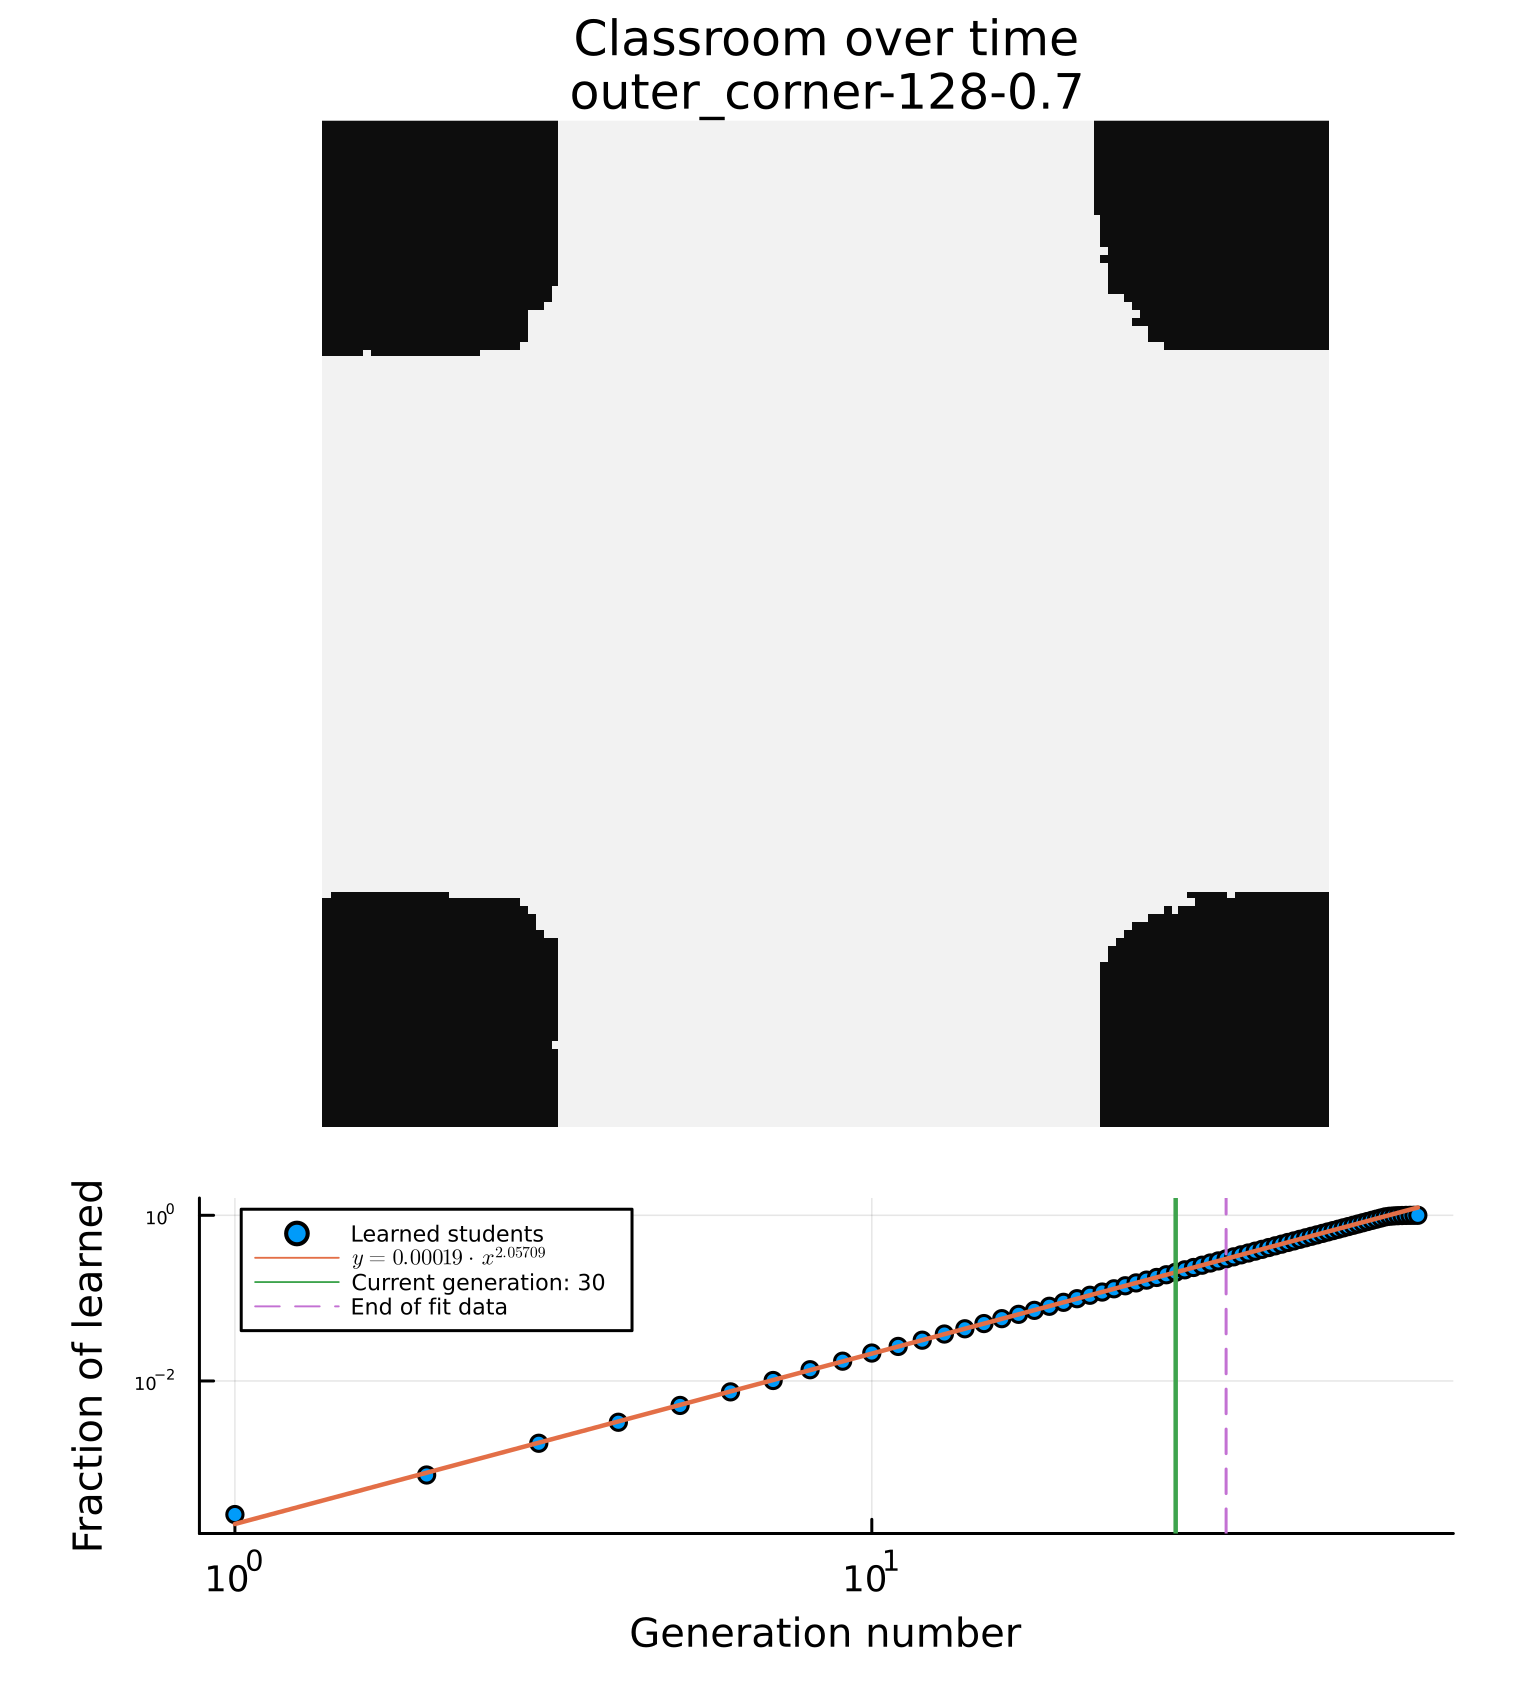 Classroom over time
outer_corner-128-0.7
Fraction of learned
10^0
10^-2
Learned students
y = 0.00019 · x^2.05709
Current generation: 30
End of fit data
10^0
10^1
Generation number